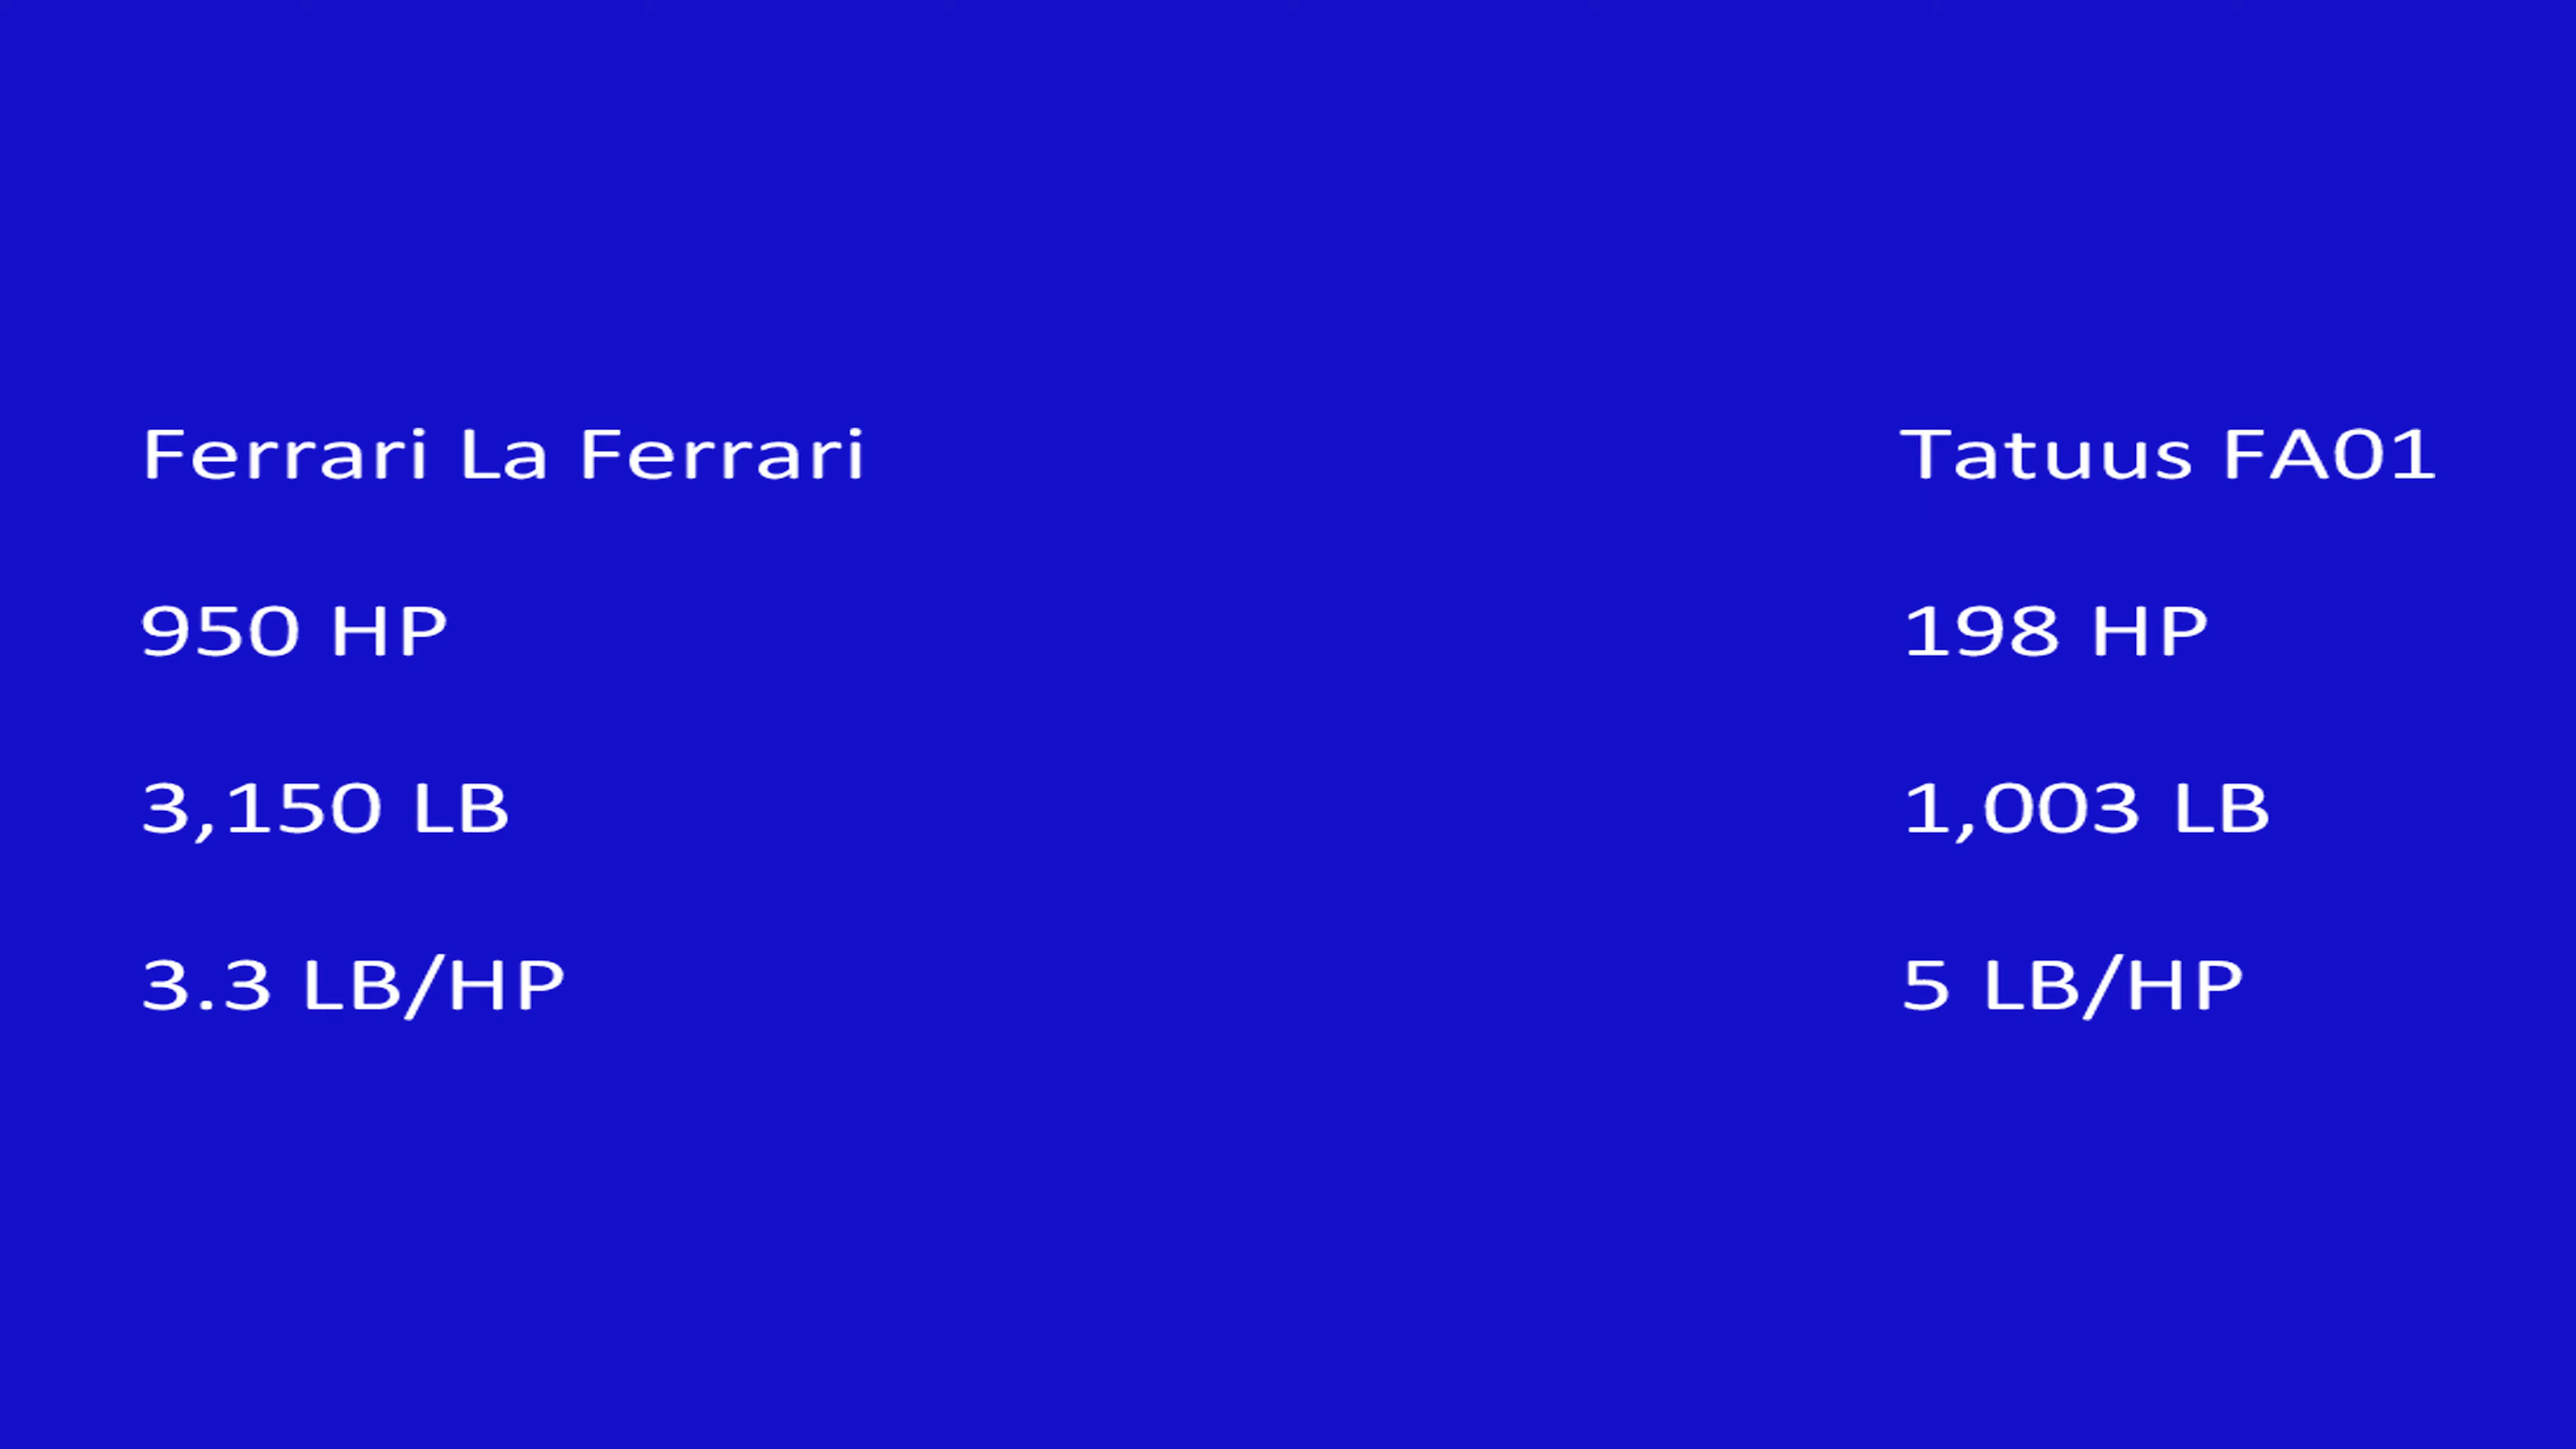 Ferrari La Ferrari
950 HP
3,150 LB
3.3 LB/HP
Tatuus FA01
198 HP
1,003 LB
5 LB/HP